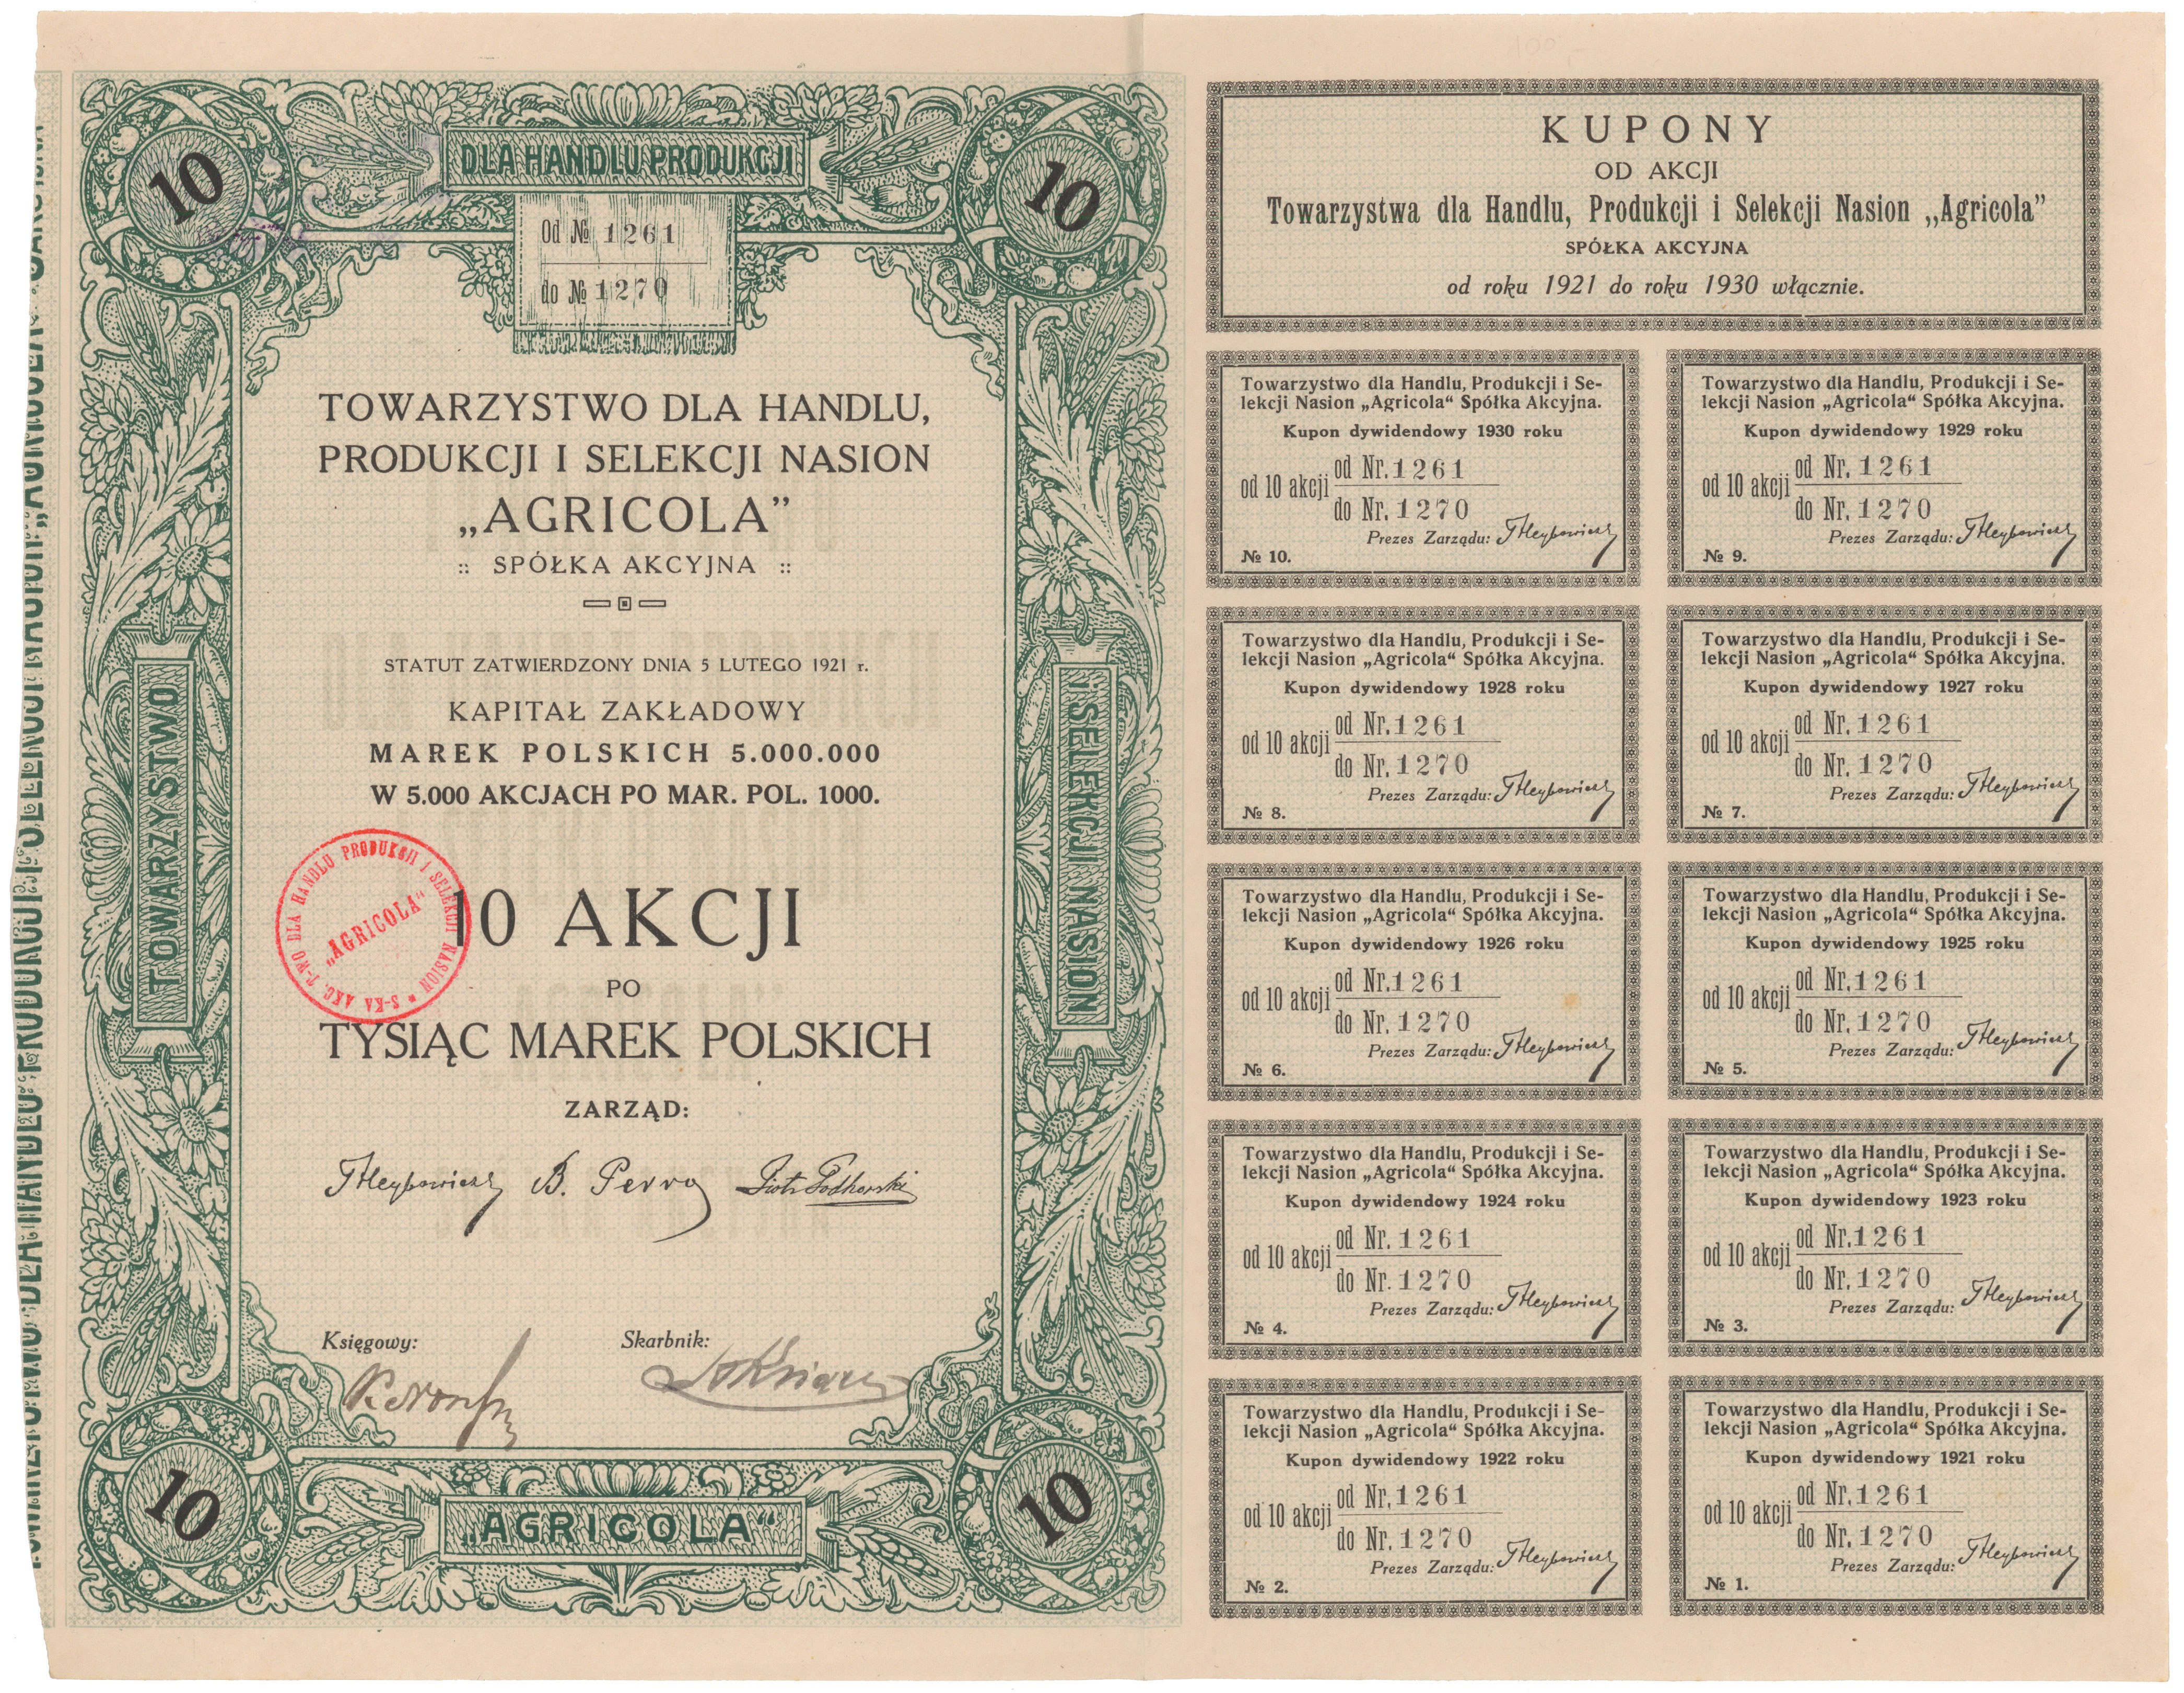 DLA HANDLU PRODUKCJI
10
10
Od № 1261
do № 1270
TOWARZYSTWO DLA HANDLU,
PRODUKCJI I SELEKCJI NASION
„AGRICOLA”
:: SPÓŁKA AKCYJNA ::
STATUT ZATWIERDZONY DNIA 5 LUTEGO 1921 r.
KAPITAŁ ZAKŁADOWY
MAREK POLSKICH 5.000.000
W 5.000 AKCJACH PO MAR. POL. 1000.
TOWARZYSTWO
i SELEKCJI NASION
T-WO DLA HANDLU PRODUKCJI I SELEKCJI NASION * S-KA AKC.
„AGRICOLA“
10 AKCJI
PO
TYSIĄC MAREK POLSKICH
ZARZĄD:
B. Perro Piotr Podhorski
Księgowy:
Skarbnik:
10
10
„AGRICOLA“
KUPONY
OD AKCJI
Towarzystwa dla Handlu, Produkcji i Selekcji Nasion „Agricola”
SPÓŁKA AKCYJNA
od roku 1921 do roku 1930 włącznie.
Towarzystwo dla Handlu, Produkcji i Se-
lekcji Nasion „Agricola“ Spółka Akcyjna.
Kupon dywidendowy 1930 roku
od 10 akcji od Nr. 1261
do Nr. 1270
Prezes Zarządu:
№ 10.
Towarzystwo dla Handlu, Produkcji i Se-
lekcji Nasion „Agricola“ Spółka Akcyjna.
Kupon dywidendowy 1929 roku
od 10 akcji od Nr. 1261
do Nr. 1270
Prezes Zarządu:
№ 9.
Towarzystwo dla Handlu, Produkcji i Se-
lekcji Nasion „Agricola“ Spółka Akcyjna.
Kupon dywidendowy 1928 roku
od 10 akcji od Nr. 1261
do Nr. 1270
Prezes Zarządu:
№ 8.
Towarzystwo dla Handlu, Produkcji i Se-
lekcji Nasion „Agricola“ Spółka Akcyjna.
Kupon dywidendowy 1927 roku
od 10 akcji od Nr. 1261
do Nr. 1270
Prezes Zarządu:
№ 7.
Towarzystwo dla Handlu, Produkcji i Se-
lekcji Nasion „Agricola“ Spółka Akcyjna.
Kupon dywidendowy 1926 roku
od 10 akcji od Nr. 1261
do Nr. 1270
Prezes Zarządu:
№ 6.
Towarzystwo dla Handlu, Produkcji i Se-
lekcji Nasion „Agricola“ Spółka Akcyjna.
Kupon dywidendowy 1925 roku
od 10 akcji od Nr. 1261
do Nr. 1270
Prezes Zarządu:
№ 5.
Towarzystwo dla Handlu, Produkcji i Se-
lekcji Nasion „Agricola“ Spółka Akcyjna.
Kupon dywidendowy 1924 roku
od 10 akcji od Nr. 1261
do Nr. 1270
Prezes Zarządu:
№ 4.
Towarzystwo dla Handlu, Produkcji i Se-
lekcji Nasion „Agricola“ Spółka Akcyjna.
Kupon dywidendowy 1923 roku
od 10 akcji od Nr. 1261
do Nr. 1270
Prezes Zarządu:
№ 3.
Towarzystwo dla Handlu, Produkcji i Se-
lekcji Nasion „Agricola“ Spółka Akcyjna.
Kupon dywidendowy 1922 roku
od 10 akcji od Nr. 1261
do Nr. 1270
Prezes Zarządu:
№ 2.
Towarzystwo dla Handlu, Produkcji i Se-
lekcji Nasion „Agricola“ Spółka Akcyjna.
Kupon dywidendowy 1921 roku
od 10 akcji od Nr. 1261
do Nr. 1270
Prezes Zarządu:
№ 1.